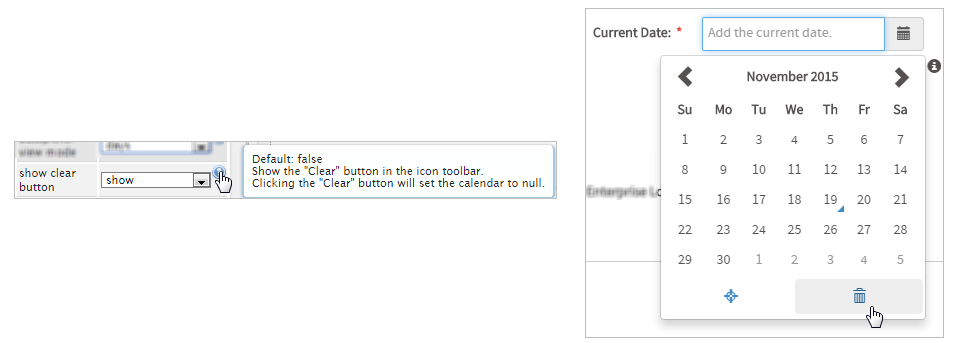 view mode
days
show clear
button
show
Default: false
Show the "Clear" button in the icon toolbar.
Clicking the "Clear" button will set the calendar to null.
Current Date: *
Add the current date.
November 2015
Su Mo Tu We Th Fr Sa
1 2 3 4 5 6 7
8 9 10 11 12 13 14
15 16 17 18 19 20 21
22 23 24 25 26 27 28
29 30 1 2 3 4 5
Enterprise Lo